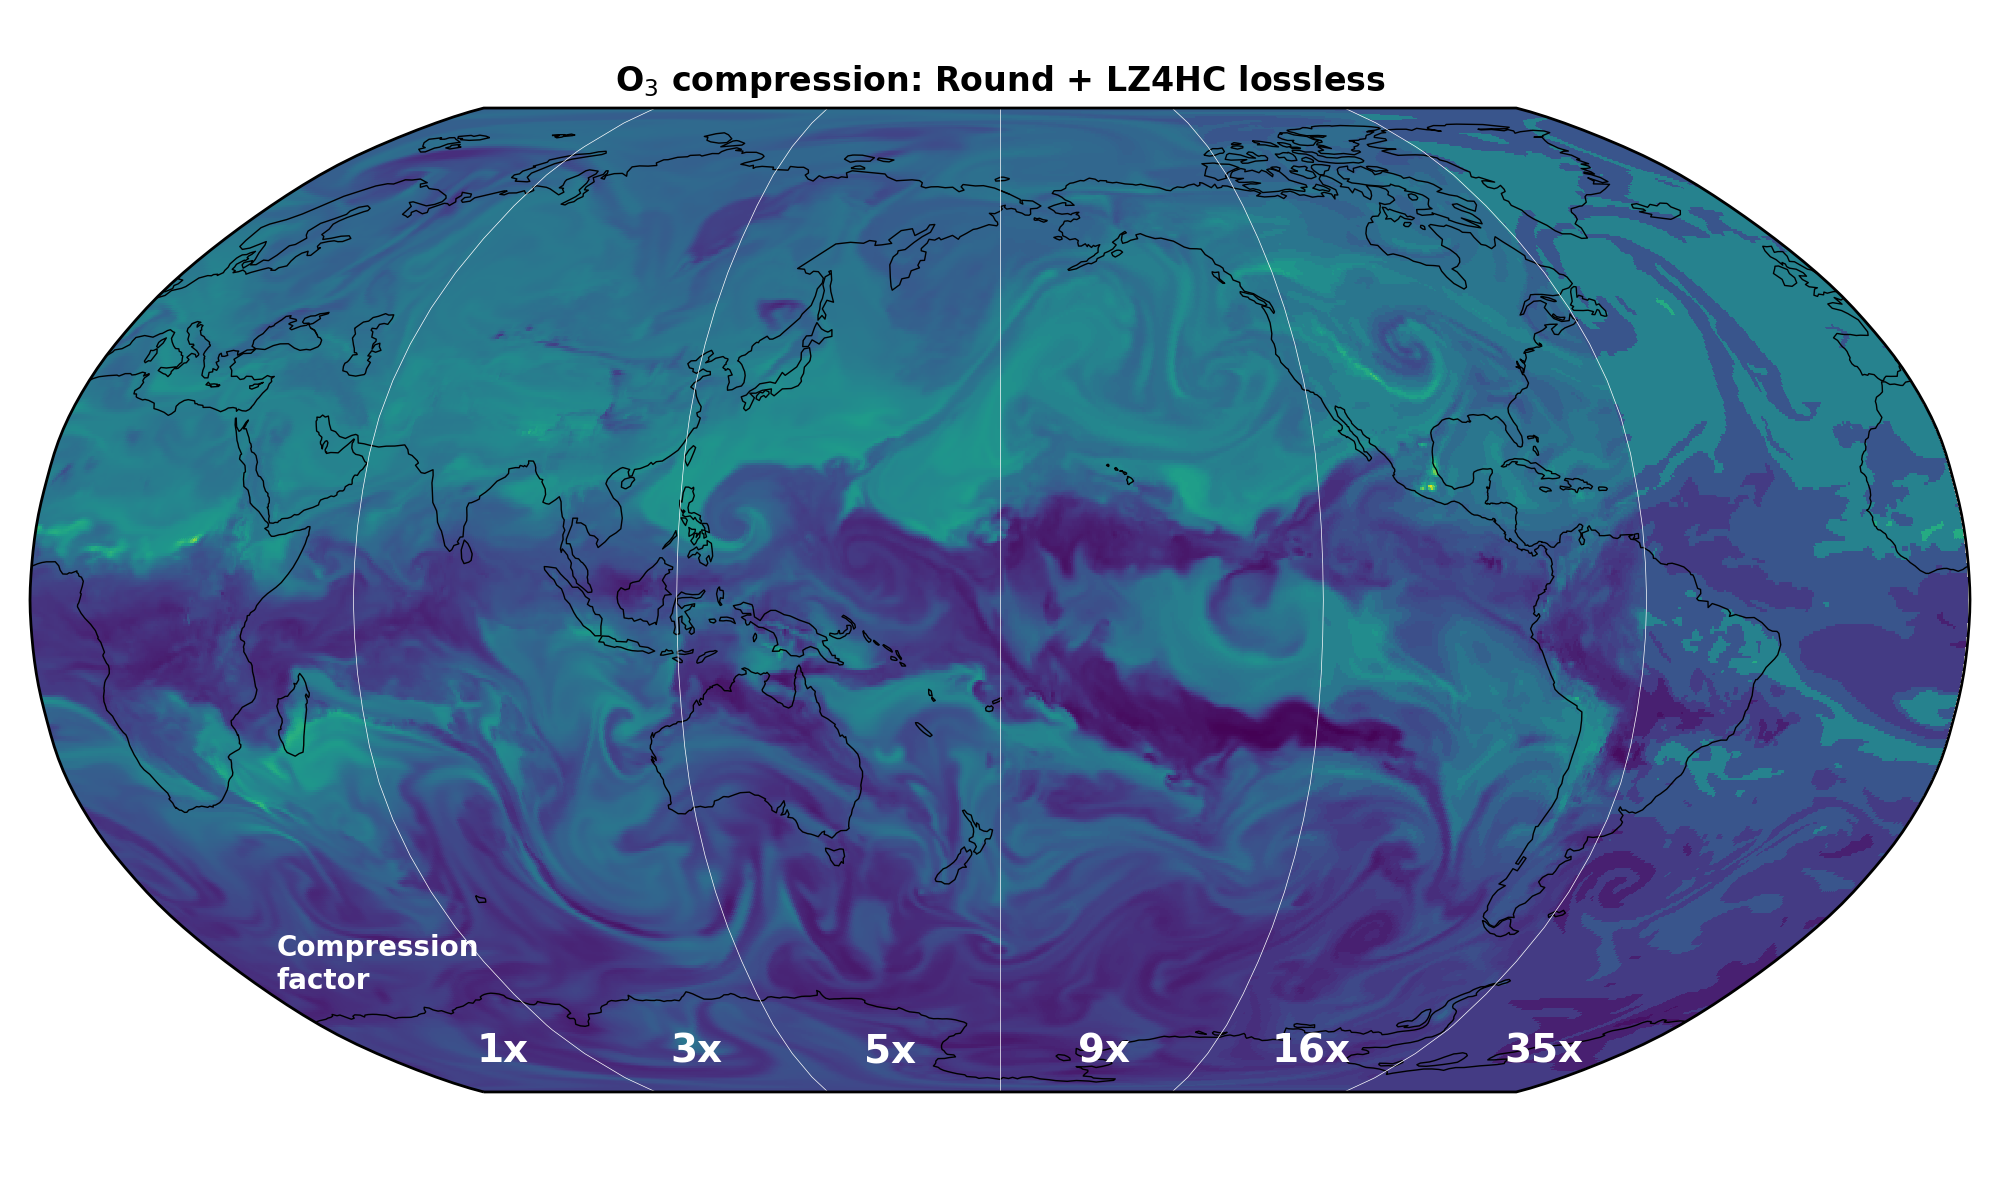 O₃ compression: Round + LZ4HC lossless
Compression
factor
1x 3x 5x 9x 16x 35x